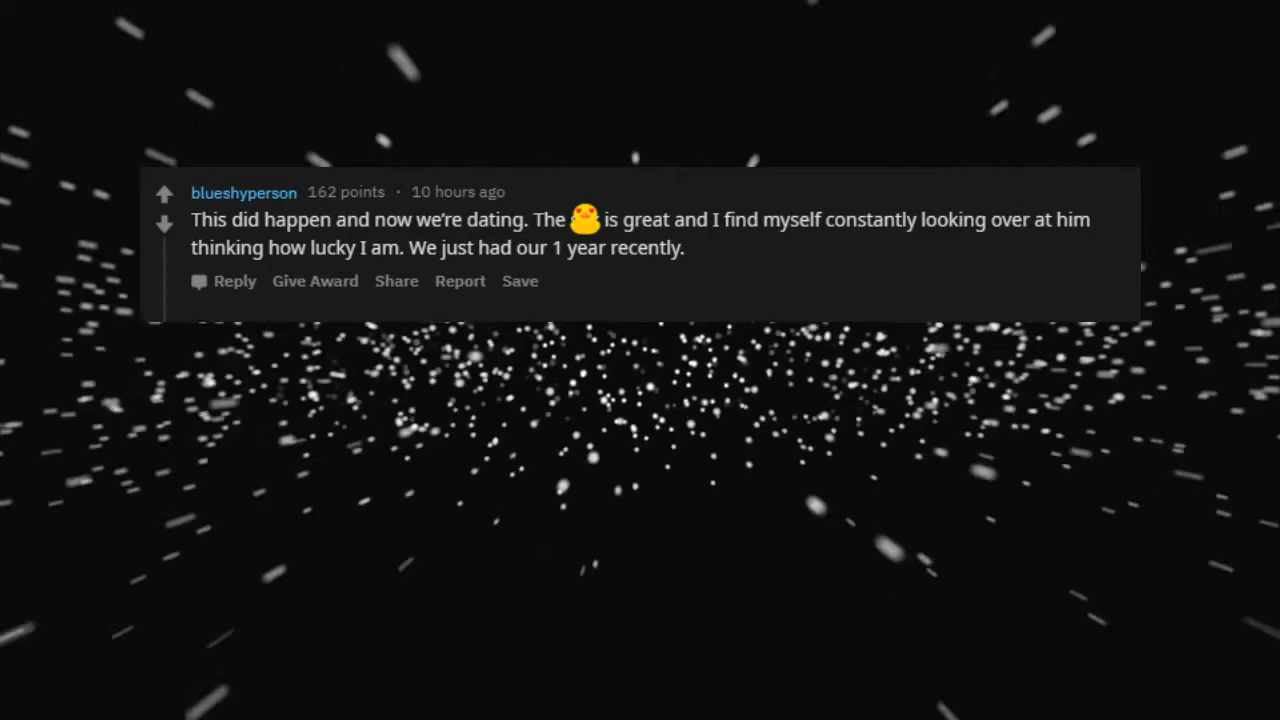 blueshyperson 162 points · 10 hours ago
This did happen and now we're dating. The is great and I find myself constantly looking over at him
thinking how lucky I am. We just had our 1 year recently.
Reply Give Award Share Report Save